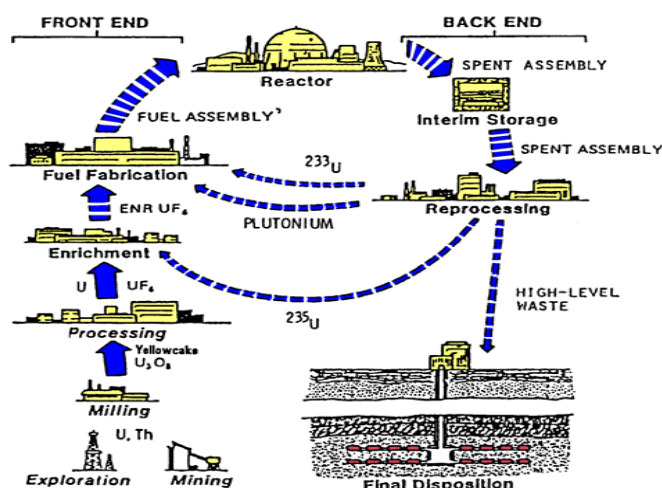 FRONT END
BACK END
Reactor
SPENT ASSEMBLY
Interim Storage
FUEL ASSEMBLY
SPENT ASSEMBLY
Fuel Fabrication
233U
PLUTONIUM
Reprocessing
ENR UF6
Enrichment
U UF6
235U
HIGH-LEVEL
WASTE
Processing
Yellowcake
U3O8
Milling
U, Th
Exploration
Mining
Final Disposition